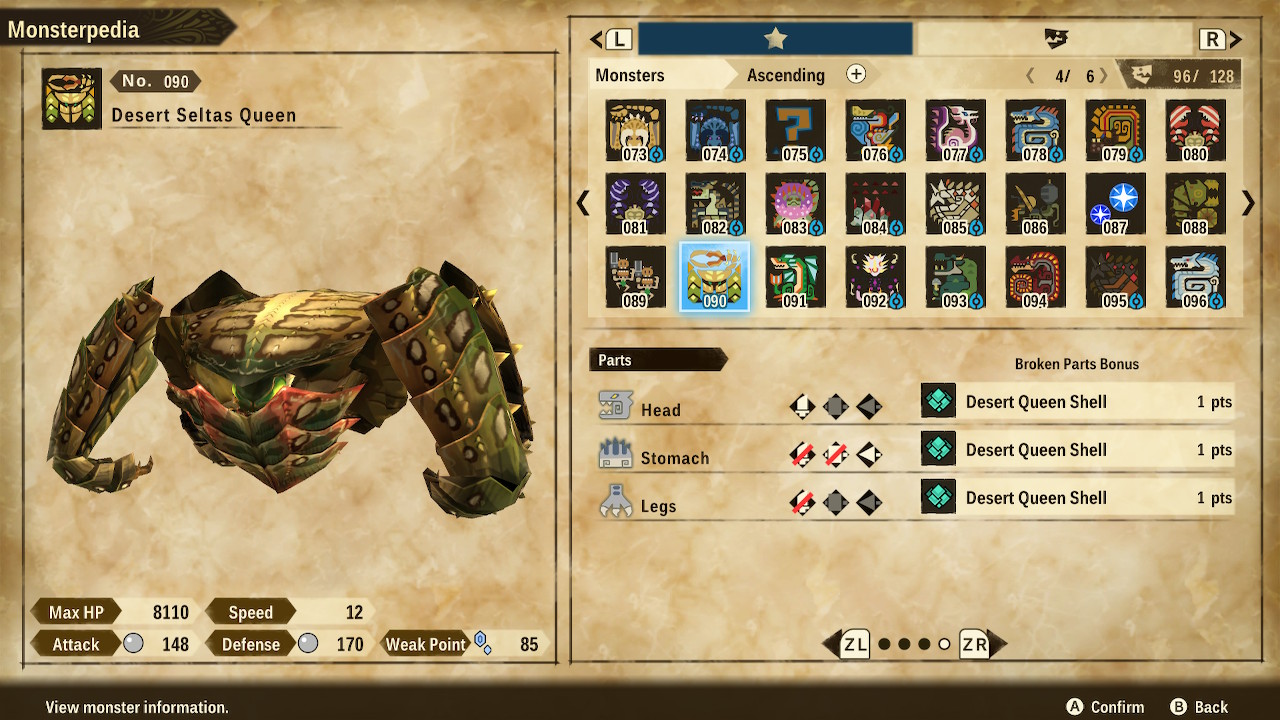 Monsterpedia
No. 090
Desert Seltas Queen
Max HP 8110 Speed 12
Attack 148 Defense 170 Weak Point 85
L R
Monsters Ascending 4/ 6 96/ 128
073 074 075 076 077 078 079 080
081 082 083 084 085 086 087 088
089 090 091 092 093 094 095 096
Parts Broken Parts Bonus
Head Desert Queen Shell 1 pts
Stomach Desert Queen Shell 1 pts
Legs Desert Queen Shell 1 pts
ZL ZR
View monster information. A Confirm B Back